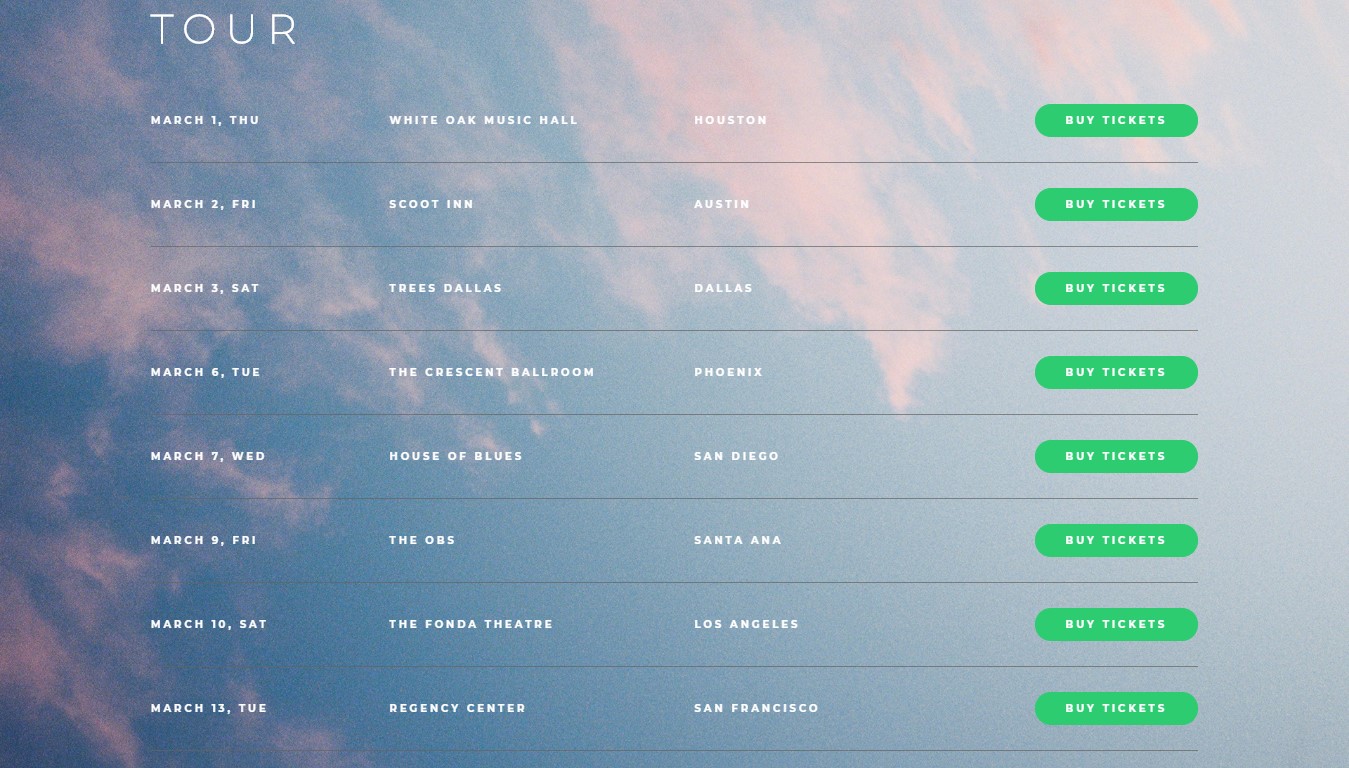 TOUR
MARCH 1, THU WHITE OAK MUSIC HALL HOUSTON BUY TICKETS
MARCH 2, FRI SCOOT INN AUSTIN BUY TICKETS
MARCH 3, SAT TREES DALLAS DALLAS BUY TICKETS
MARCH 6, TUE THE CRESCENT BALLROOM PHOENIX BUY TICKETS
MARCH 7, WED HOUSE OF BLUES SAN DIEGO BUY TICKETS
MARCH 9, FRI THE OBS SANTA ANA BUY TICKETS
MARCH 10, SAT THE FONDA THEATRE LOS ANGELES BUY TICKETS
MARCH 13, TUE REGENCY CENTER SAN FRANCISCO BUY TICKETS